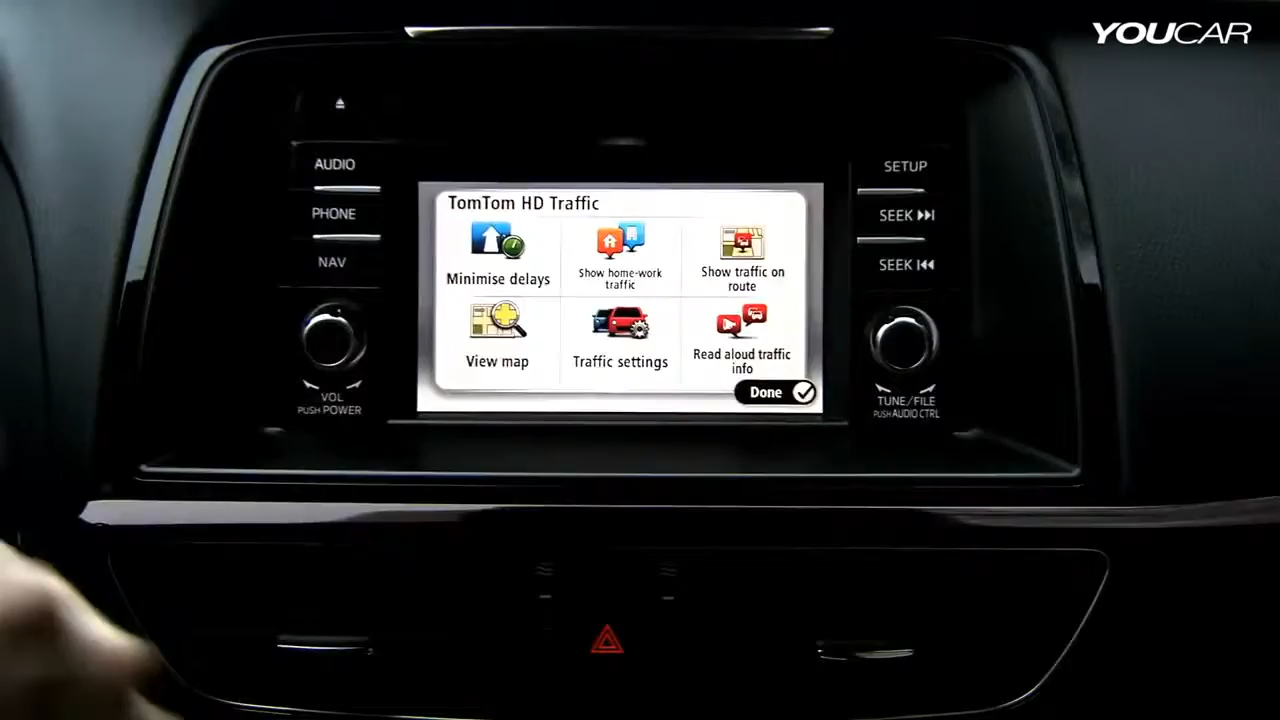 YOUCAR
AUDIO
PHONE
NAV
VOL
PUSH POWER
TomTom HD Traffic
Minimise delays
Show home-work
traffic
Show traffic on
route
View map
Traffic settings
Read aloud traffic
info
Done
SETUP
SEEK
SEEK
TUNE/FILE
PUSH AUDIO CTRL